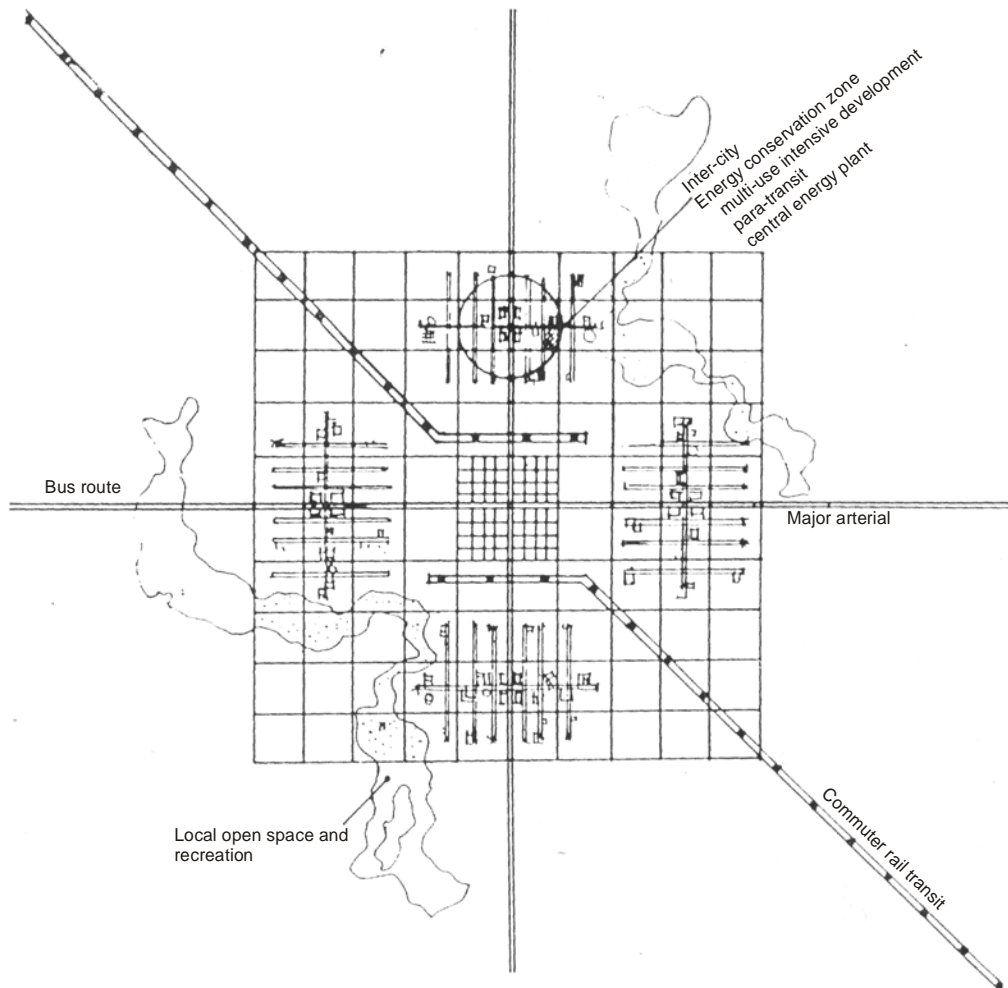 Inter-city
Energy conservation zone
multi-use intensive development
para-transit
central energy plant
Bus route
Major arterial
Local open space and
recreation
Commuter rail transit